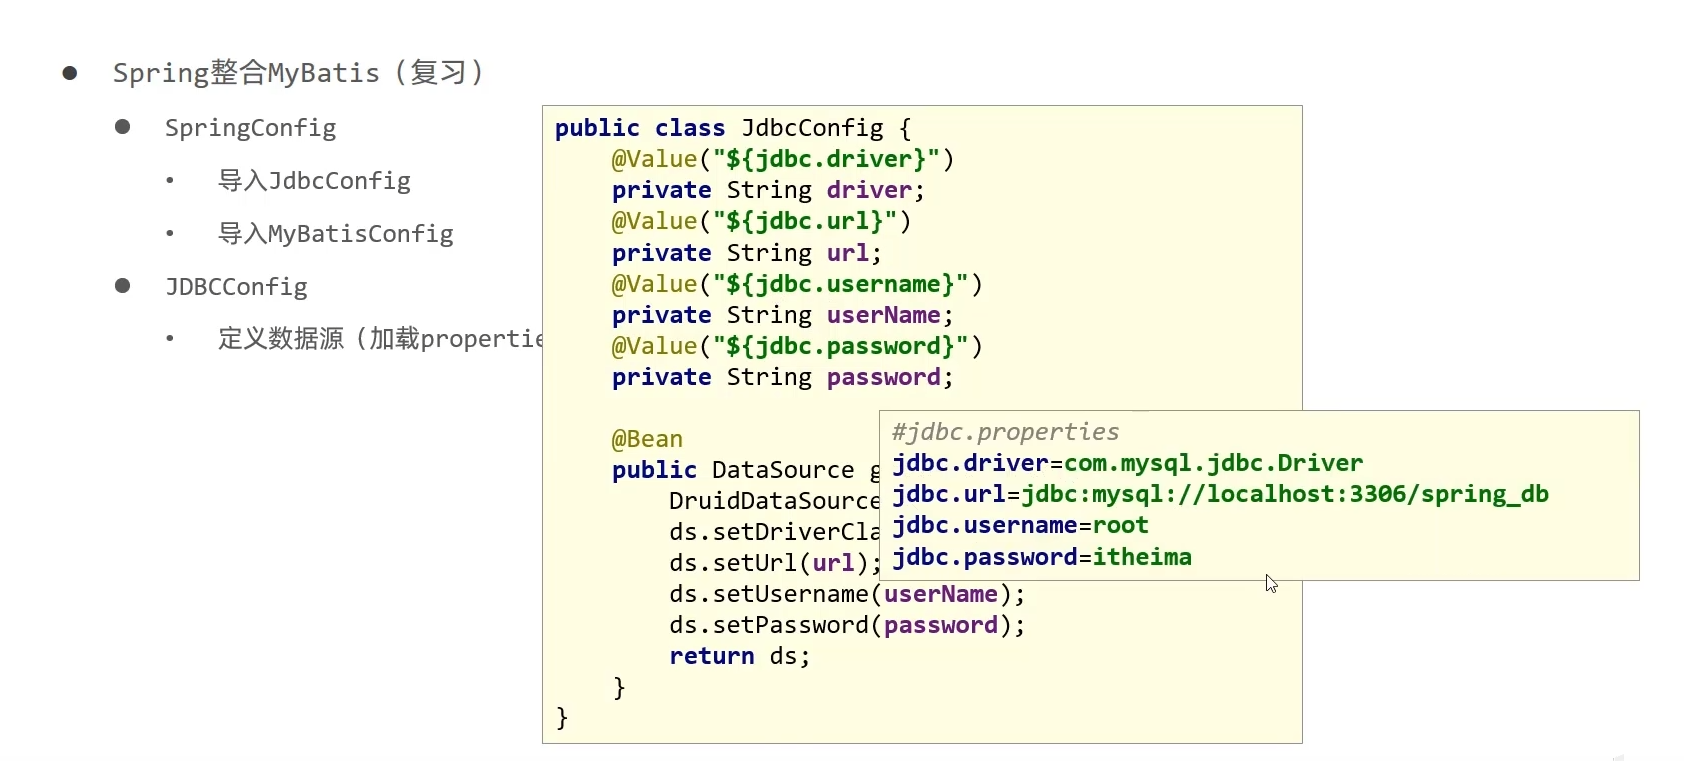 Spring整合MyBatis（复习）
SpringConfig
导入JdbcConfig
导入MyBatisConfig
JDBCConfig
定义数据源（加载propertie
public class JdbcConfig {
@Value("${jdbc.driver}")
private String driver;
@Value("${jdbc.url}")
private String url;
@Value("${jdbc.username}")
private String userName;
@Value("${jdbc.password}")
private String password;
@Bean
public DataSource g
DruidDataSource
ds.setDriverCla
ds.setUrl(url);
ds.setUsername(userName);
ds.setPassword(password);
return ds;
}
}
#jdbc.properties
jdbc.driver=com.mysql.jdbc.Driver
jdbc.url=jdbc:mysql://localhost:3306/spring_db
jdbc.username=root
jdbc.password=itheima